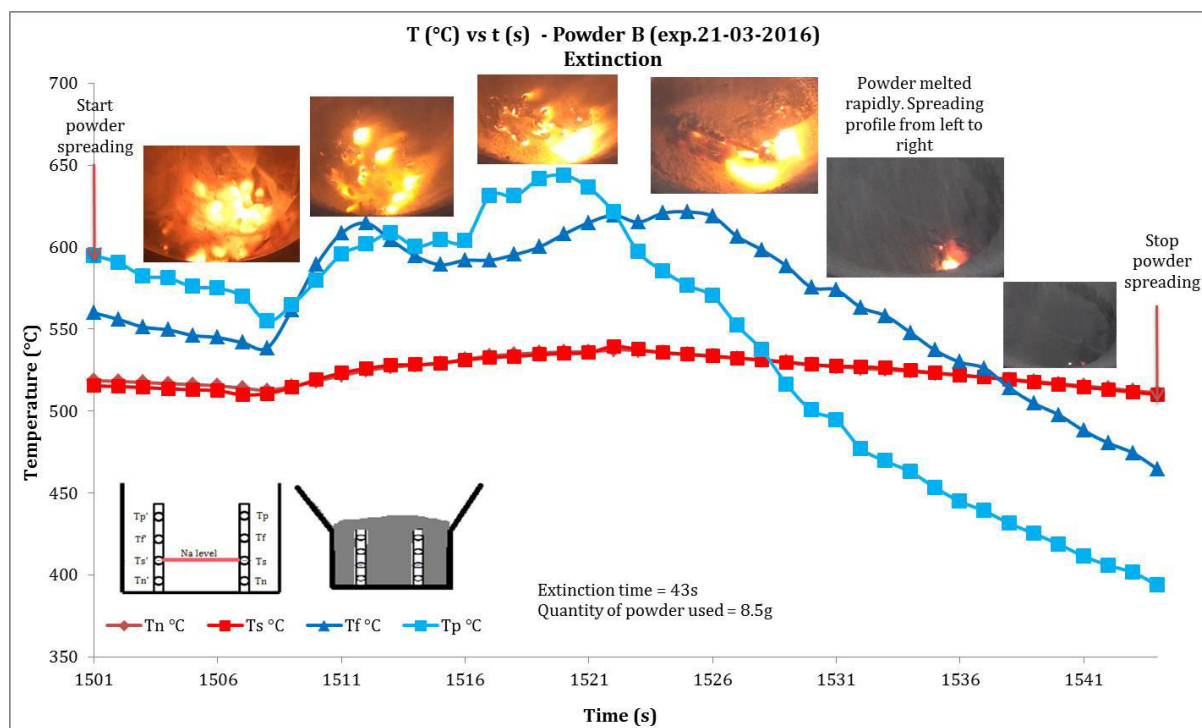 T (°C) vs t (s) - Powder B (exp.21-03-2016)
Extinction
700
650
600
550
500
450
400
350
Temperature (°C)
Start
powder
spreading
Powder melted
rapidly. Spreading
profile from left to
right
Stop
powder
spreading
Tp' Tp
Tf' Tf
Ts' Na level Ts
Tn' Tn
Extinction time = 43s
Quantity of powder used = 8.5g
Tn °C Ts °C Tf °C Tp °C
1501 1506 1511 1516 1521 1526 1531 1536 1541
Time (s)